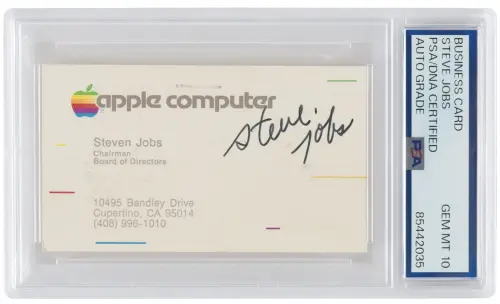 apple computer
steve jobs
Steven Jobs
Chairman
Board of Directors
10495 Bandley Drive
Cupertino, CA 95014
(408) 996-1010
BUSINESS CARD
STEVE JOBS
PSA/DNA CERTIFIED
AUTO GRADE
PSA
GEM MT 10
85442035